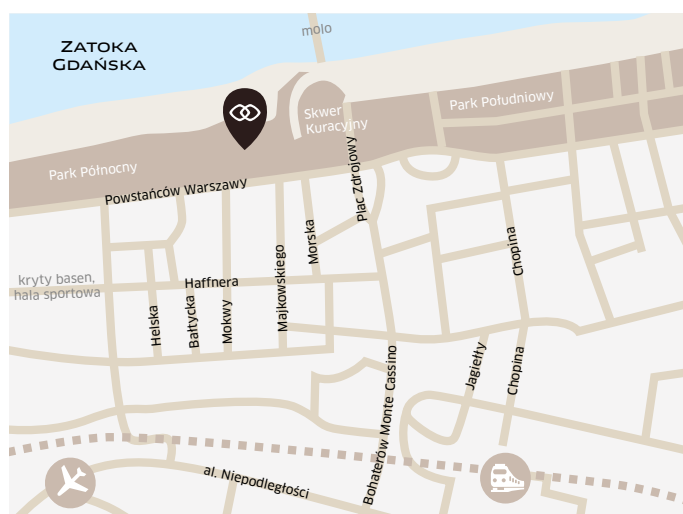 molo
ZATOKA
GDAŃSKA
Skwer
Kuracyjny
Park Południowy
Park Północny
Powstańców Warszawy
Plac Zdrojowy
Morska
Chopina
Majkowskiego
kryty basen,
hala sportowa
Haffnera
Helska
Bałtycka
Mokwy
Jagiełły
Chopina
Bohaterów Monte Cassino
al. Niepodległości